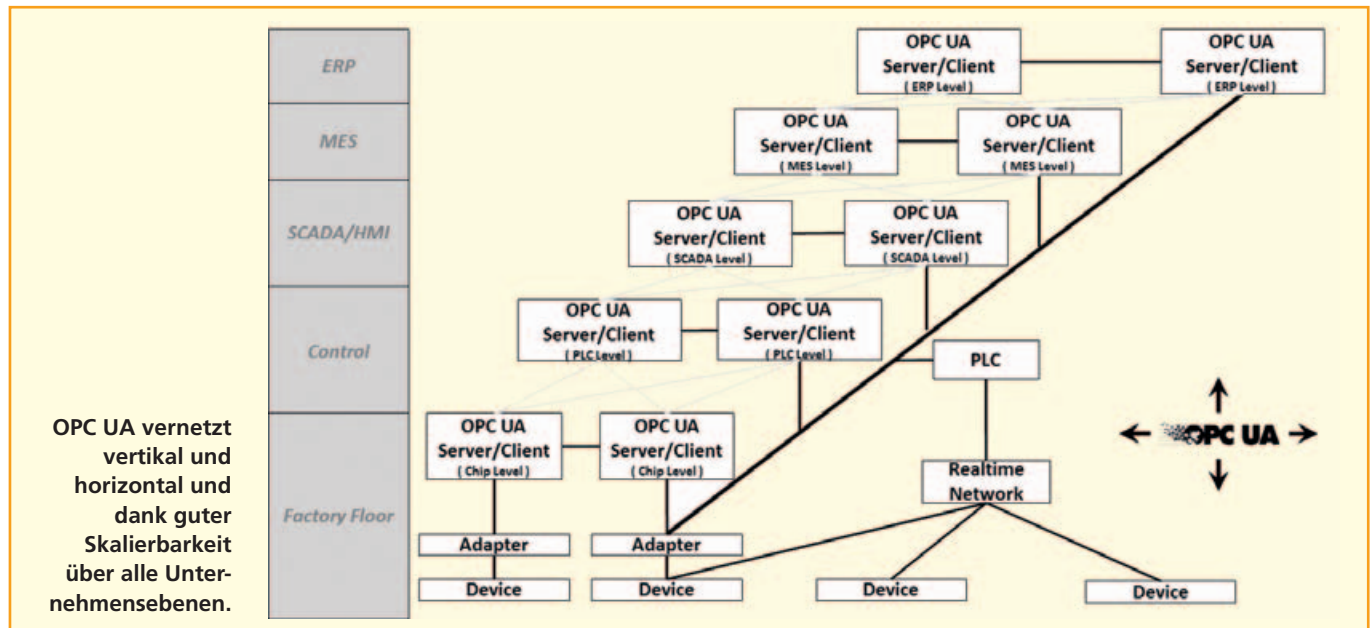 ERP
OPC UA
Server/Client
( ERP Level )
OPC UA
Server/Client
( ERP Level )
MES
OPC UA
Server/Client
( MES Level )
OPC UA
Server/Client
( MES Level )
SCADA/HMI
OPC UA
Server/Client
( SCADA Level )
OPC UA
Server/Client
( SCADA Level )
Control
OPC UA
Server/Client
( PLC Level )
OPC UA
Server/Client
( PLC Level )
PLC
OPC UA
Factory Floor
OPC UA
Server/Client
( Chip Level )
OPC UA
Server/Client
( Chip Level )
Realtime
Network
Adapter
Adapter
Device
Device
Device
Device
OPC UA vernetzt
vertikal und
horizontal und
dank guter
Skalierbarkeit
über alle Unter-
nehmensebenen.